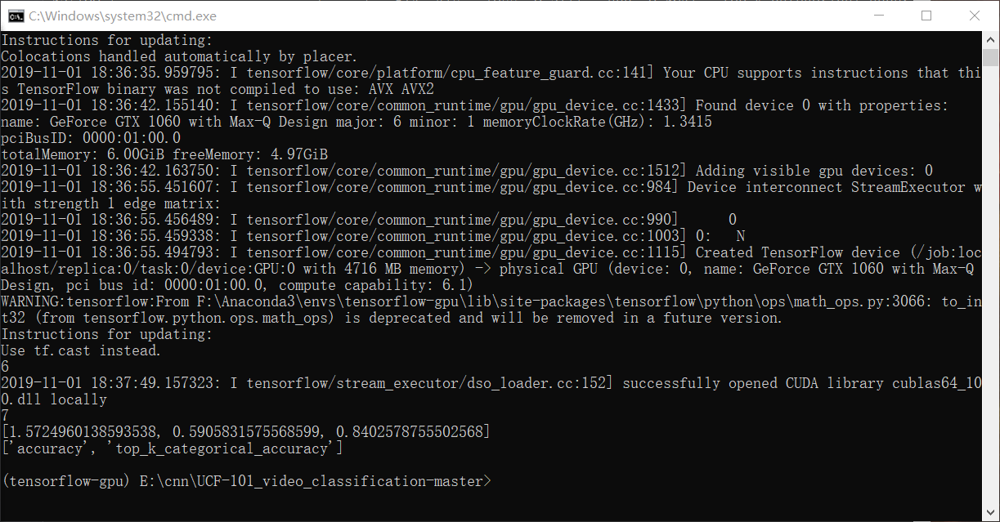 C:\Windows\system32\cmd.exe
Instructions for updating:
Colocations handled automatically by placer.
2019-11-01 18:36:35.959795: I tensorflow/core/platform/cpu_feature_guard.cc:141] Your CPU supports instructions that thi
s TensorFlow binary was not compiled to use: AVX AVX2
2019-11-01 18:36:42.155140: I tensorflow/core/common_runtime/gpu/gpu_device.cc:1433] Found device 0 with properties:
name: GeForce GTX 1060 with Max-Q Design major: 6 minor: 1 memoryClockRate(GHz): 1.3415
pciBusID: 0000:01:00.0
totalMemory: 6.00GiB freeMemory: 4.97GiB
2019-11-01 18:36:42.163750: I tensorflow/core/common_runtime/gpu/gpu_device.cc:1512] Adding visible gpu devices: 0
2019-11-01 18:36:55.451607: I tensorflow/core/common_runtime/gpu/gpu_device.cc:984] Device interconnect StreamExecutor w
ith strength 1 edge matrix:
2019-11-01 18:36:55.456489: I tensorflow/core/common_runtime/gpu/gpu_device.cc:990]      0
2019-11-01 18:36:55.459338: I tensorflow/core/common_runtime/gpu/gpu_device.cc:1003] 0:   N
2019-11-01 18:36:55.494793: I tensorflow/core/common_runtime/gpu/gpu_device.cc:1115] Created TensorFlow device (/job:loc
alhost/replica:0/task:0/device:GPU:0 with 4716 MB memory) -> physical GPU (device: 0, name: GeForce GTX 1060 with Max-Q
Design, pci bus id: 0000:01:00.0, compute capability: 6.1)
WARNING:tensorflow:From F:\Anaconda3\envs\tensorflow-gpu\lib\site-packages\tensorflow\python\ops\math_ops.py:3066: to_in
t32 (from tensorflow.python.ops.math_ops) is deprecated and will be removed in a future version.
Instructions for updating:
Use tf.cast instead.
6
2019-11-01 18:37:49.157323: I tensorflow/stream_executor/dso_loader.cc:152] successfully opened CUDA library cublas64_10
0.dll locally
7
[1.5724960138593538, 0.5905831575568599, 0.8402578755502568]
['accuracy', 'top_k_categorical_accuracy']
(tensorflow-gpu) E:\cnn\UCF-101_video_classification-master>